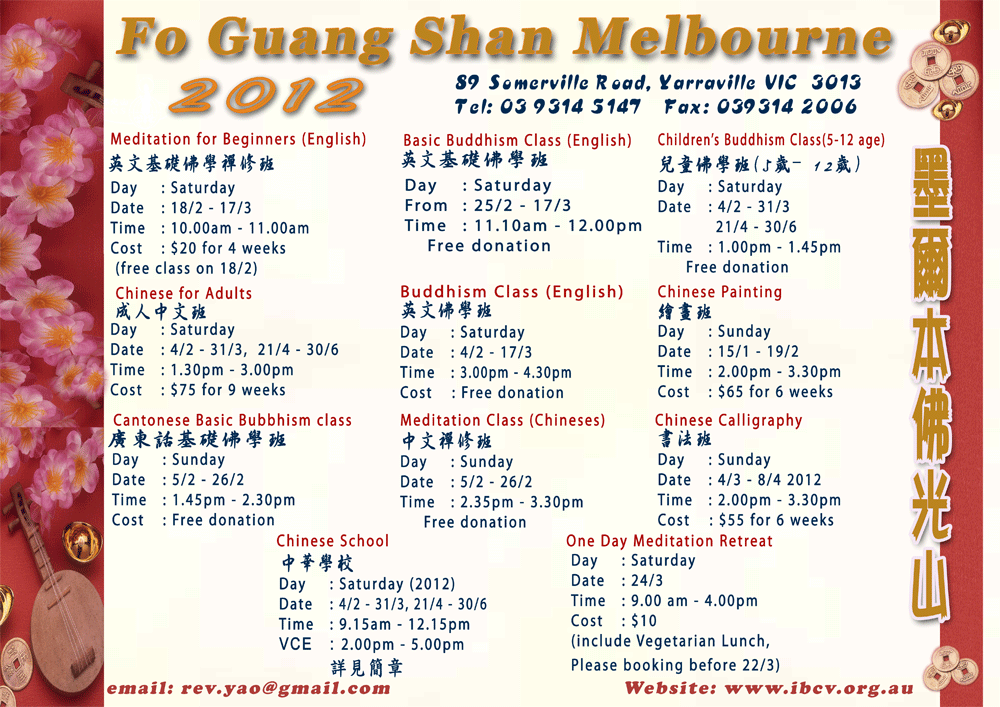 Fo Guang Shan Melbourne
2012
89 Somerville Road, Yarraville VIC 3013
Tel: 03 9314 5147 Fax: 039314 2006
Meditation for Beginners (English)
英文基礎佛學禪修班
Day : Saturday
Date : 18/2 - 17/3
Time : 10.00am - 11.00am
Cost : $20 for 4 weeks
(free class on 18/2)
Basic Buddhism Class (English)
英文基礎佛學班
Day : Saturday
From : 25/2 - 17/3
Time : 11.10am - 12.00pm
Free donation
Children's Buddhism Class(5-12 age)
兒童佛學班(5歲- 12歲)
Day : Saturday
Date : 4/2 - 31/3
21/4 - 30/6
Time : 1.00pm - 1.45pm
Free donation
Chinese for Adults
成人中文班
Day : Saturday
Date : 4/2 - 31/3, 21/4 - 30/6
Time : 1.30pm - 3.00pm
Cost : $75 for 9 weeks
Buddhism Class (English)
英文佛學班
Day : Saturday
Date : 4/2 - 17/3
Time : 3.00pm - 4.30pm
Cost : Free donation
Chinese Painting
繪畫班
Day : Sunday
Date : 15/1 - 19/2
Time : 2.00pm - 3.30pm
Cost : $65 for 6 weeks
Cantonese Basic Bubbhism class
廣東話基礎佛學班
Day : Sunday
Date : 5/2 - 26/2
Time : 1.45pm - 2.30pm
Cost : Free donation
Meditation Class (Chineses)
中文禪修班
Day : Sunday
Date : 5/2 - 26/2
Time : 2.35pm - 3.30pm
Free donation
Chinese Calligraphy
書法班
Day : Sunday
Date : 4/3 - 8/4 2012
Time : 2.00pm - 3.30pm
Cost : $55 for 6 weeks
Chinese School
中華學校
Day : Saturday (2012)
Date : 4/2 - 31/3, 21/4 - 30/6
Time : 9.15am - 12.15pm
VCE : 2.00pm - 5.00pm
詳見簡章
One Day Meditation Retreat
Day : Saturday
Date : 24/3
Time : 9.00 am - 4.00pm
Cost : $10
(include Vegetarian Lunch,
Please booking before 22/3)
墨爾本佛光山
email: rev.yao@gmail.com
Website: www.ibcv.org.au